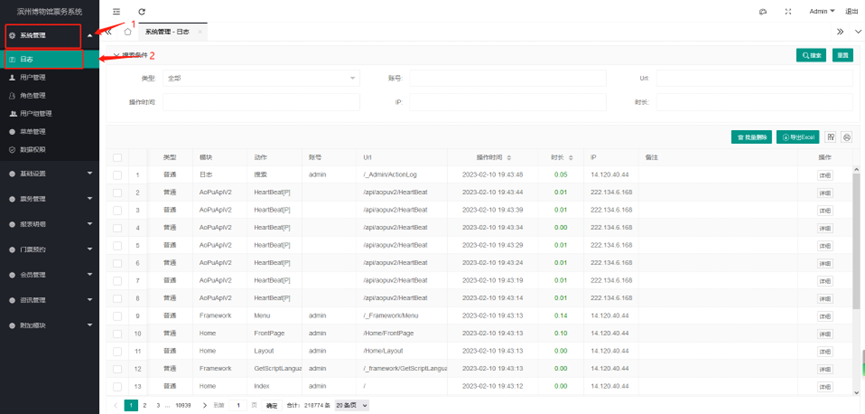 滨州博物馆票务系统
Admin
退出
1
系统管理
系统管理 - 日志
日志
2
搜索条件
搜索
重置
用户管理
类型:
全部
账号:
Url:
角色管理
操作时间:
IP:
时长:
用户组管理
菜单管理
批量删除
导出Excel
数据权限
类型 模块 动作 账号 Url 操作时间 时长 IP 备注 操作
基础设置
1 普通 日志 搜索 admin /_Admin/ActionLog 2023-02-10 19:43:48 0.05 14.120.40.44 详细
2 普通 AoPuApiV2 HeartBeat[P] /api/aopuv2/HeartBeat 2023-02-10 19:43:44 0.01 222.134.6.168 详细
票务管理
3 普通 AoPuApiV2 HeartBeat[P] /api/aopuv2/HeartBeat 2023-02-10 19:43:39 0.01 222.134.6.168 详细
报表明细
4 普通 AoPuApiV2 HeartBeat[P] /api/aopuv2/HeartBeat 2023-02-10 19:43:34 0.00 222.134.6.168 详细
门票预约
5 普通 AoPuApiV2 HeartBeat[P] /api/aopuv2/HeartBeat 2023-02-10 19:43:29 0.01 222.134.6.168 详细
6 普通 AoPuApiV2 HeartBeat[P] /api/aopuv2/HeartBeat 2023-02-10 19:43:24 0.01 222.134.6.168 详细
会员管理
7 普通 AoPuApiV2 HeartBeat[P] /api/aopuv2/HeartBeat 2023-02-10 19:43:19 0.01 222.134.6.168 详细
资讯管理
8 普通 AoPuApiV2 HeartBeat[P] /api/aopuv2/HeartBeat 2023-02-10 19:43:14 0.01 222.134.6.168 详细
9 普通 Framework Menu admin /_Framework/Menu 2023-02-10 19:43:13 0.14 14.120.40.44 详细
附加模块
10 普通 Home FrontPage admin /Home/FrontPage 2023-02-10 19:43:13 0.10 14.120.40.44 详细
11 普通 Home Layout admin /Home/Layout 2023-02-10 19:43:13 0.00 14.120.40.44 详细
12 普通 Framework GetScriptLangua admin /_framework/GetScriptLangua 2023-02-10 19:43:13 0.00 14.120.40.44 详细
13 普通 Home Index admin / 2023-02-10 19:43:12 0.00 14.120.40.44 详细
1 2 3 ... 10939 到第 1 页 确定 合计: 218774 条 20 条/页